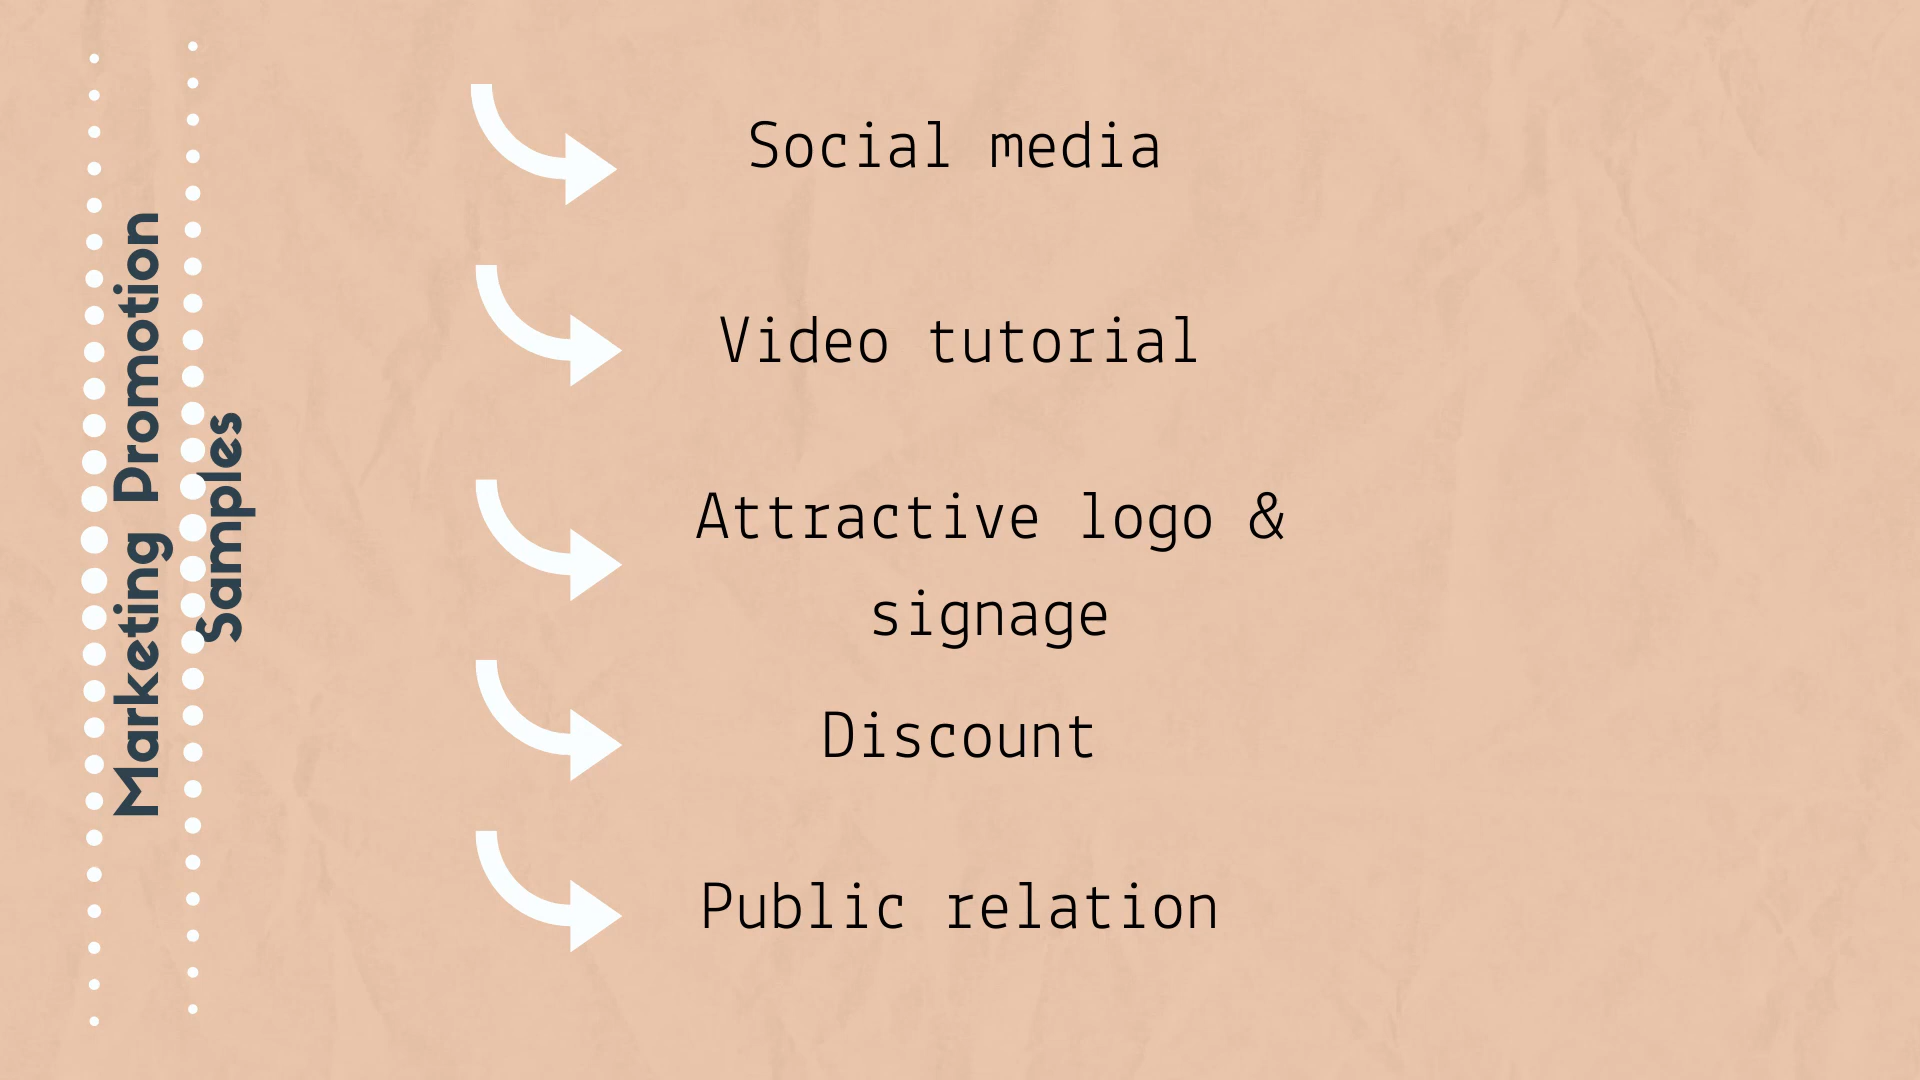 Marketing Promotion
Samples
Social media
Video tutorial
Attractive logo &
signage
Discount
Public relation